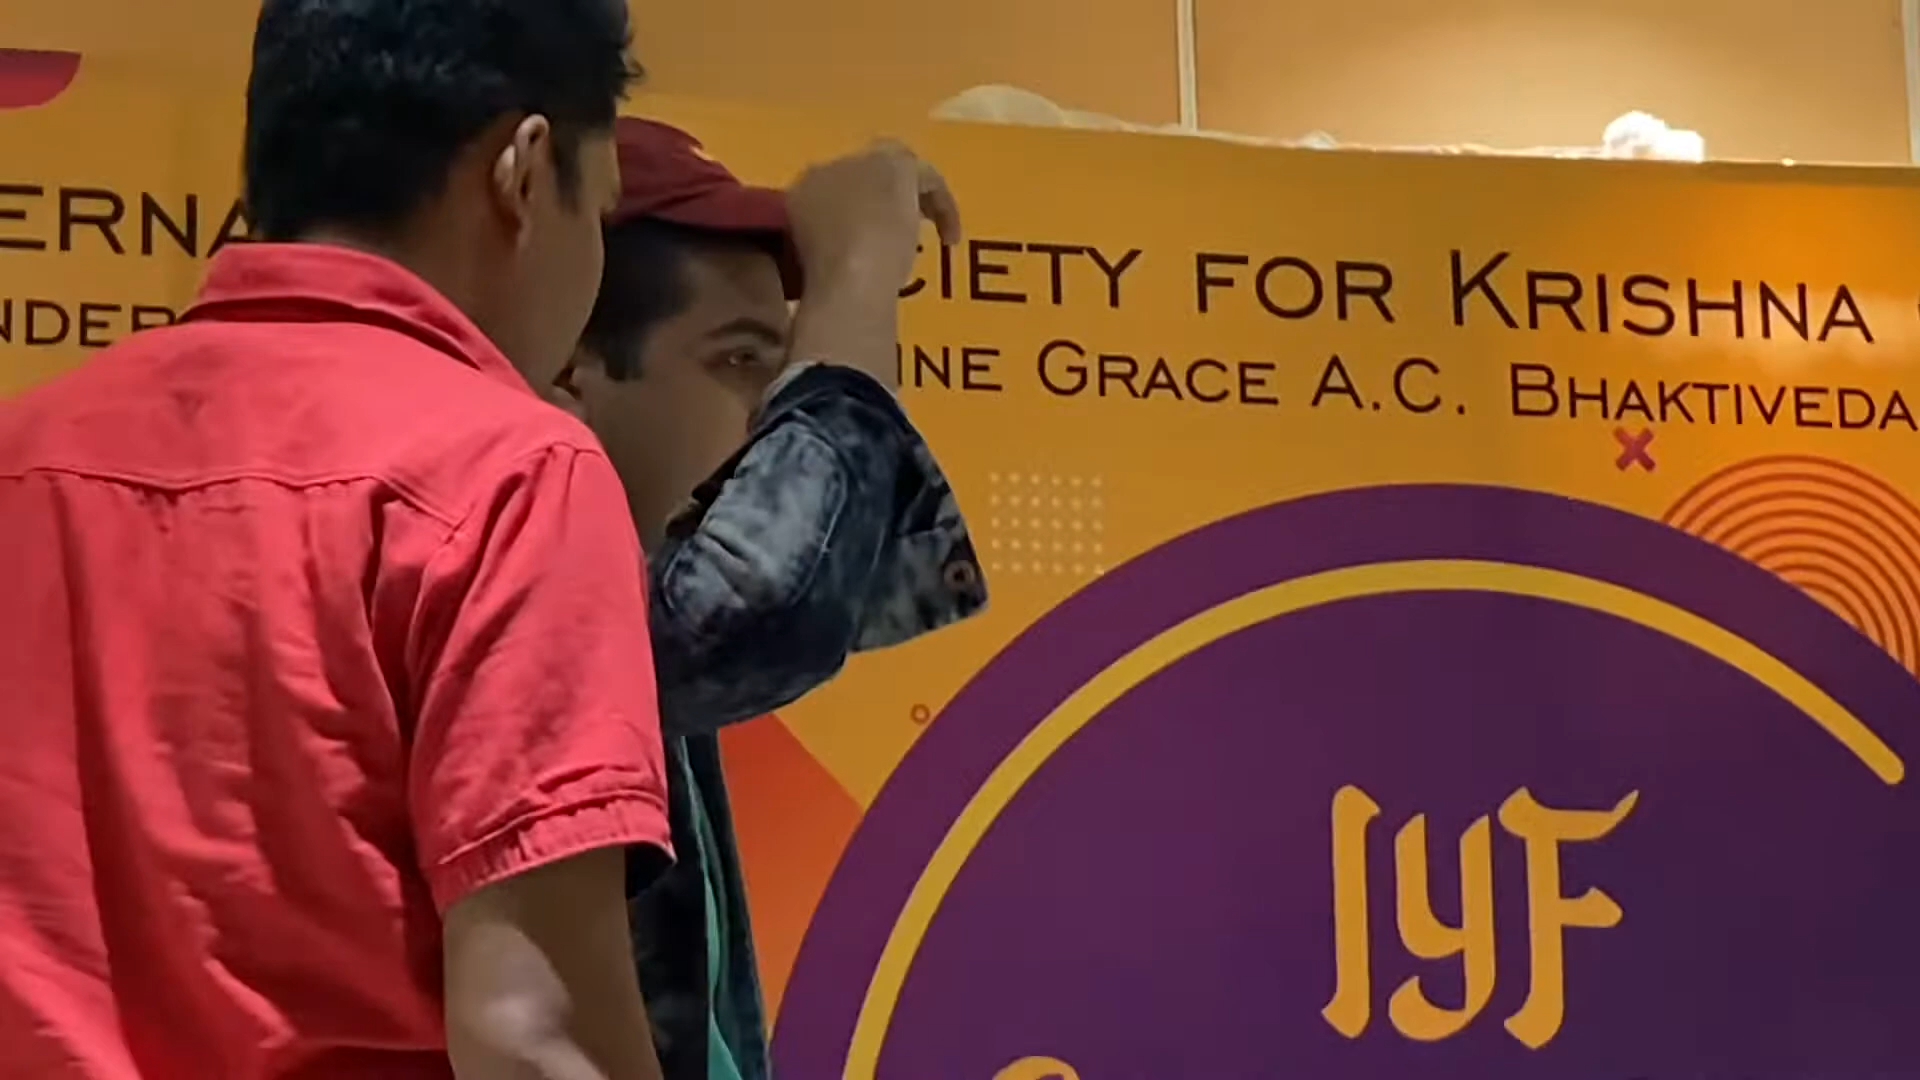 ERNA CIETY FOR KRISHNA
NDER INE GRACE A.C. BHAKTIVEDA
IYF